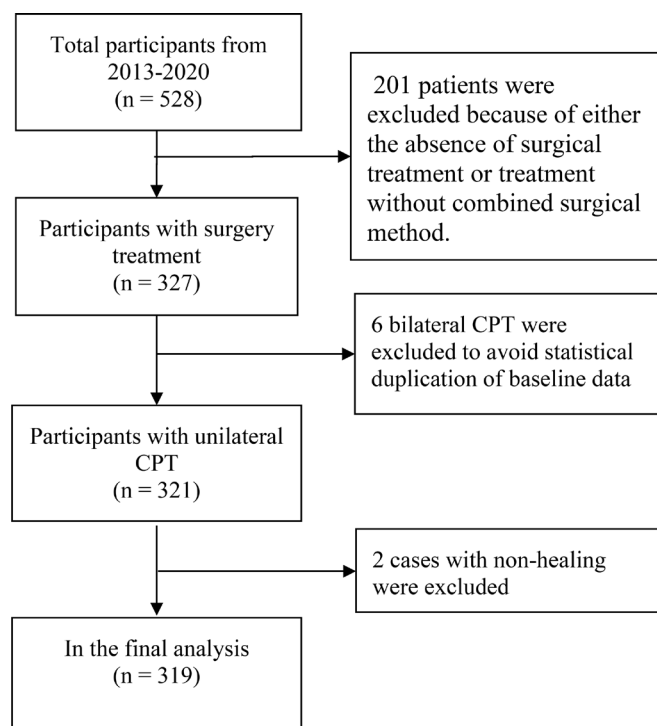 Total participants from
2013-2020
(n = 528)
201 patients were
excluded because of either
the absence of surgical
treatment or treatment
without combined surgical
method.
Participants with surgery
treatment
(n = 327)
6 bilateral CPT were
excluded to avoid statistical
duplication of baseline data
Participants with unilateral
CPT
(n = 321)
2 cases with non-healing
were excluded
In the final analysis
(n = 319)